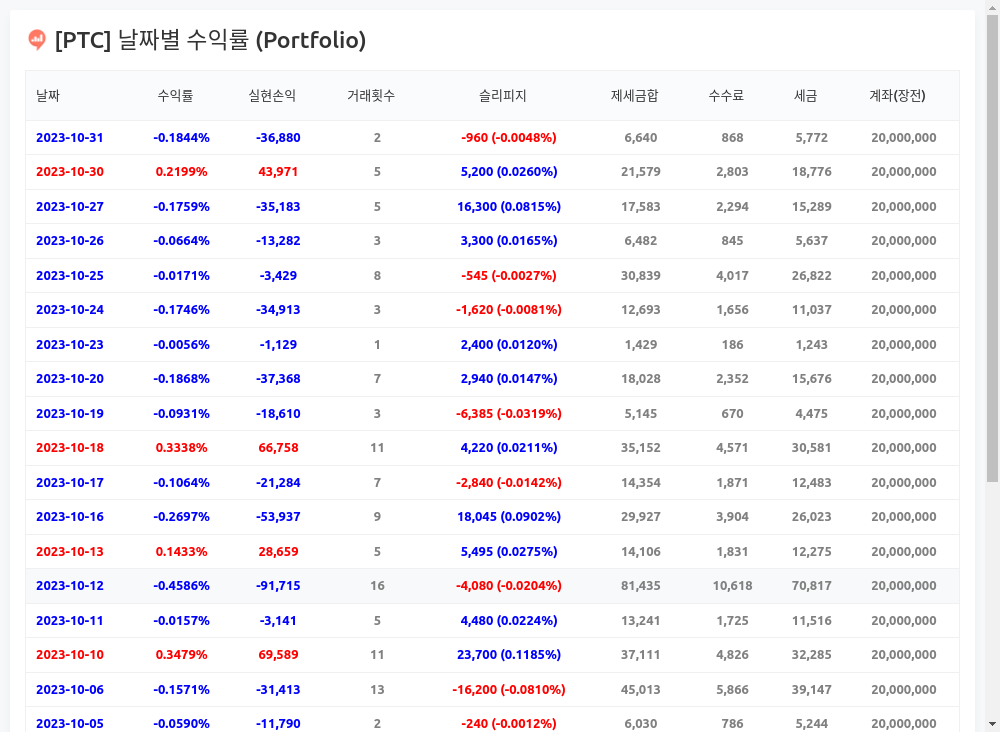 [PTC] 날짜별 수익률 (Portfolio)
날짜 수익률 실현손익 거래횟수 슬리피지 제세금합 수수료 세금 계좌(장전)
2023-10-31 -0.1844% -36,880 2 -960 (-0.0048%) 6,640 868 5,772 20,000,000
2023-10-30 0.2199% 43,971 5 5,200 (0.0260%) 21,579 2,803 18,776 20,000,000
2023-10-27 -0.1759% -35,183 5 16,300 (0.0815%) 17,583 2,294 15,289 20,000,000
2023-10-26 -0.0664% -13,282 3 3,300 (0.0165%) 6,482 845 5,637 20,000,000
2023-10-25 -0.0171% -3,429 8 -545 (-0.0027%) 30,839 4,017 26,822 20,000,000
2023-10-24 -0.1746% -34,913 3 -1,620 (-0.0081%) 12,693 1,656 11,037 20,000,000
2023-10-23 -0.0056% -1,129 1 2,400 (0.0120%) 1,429 186 1,243 20,000,000
2023-10-20 -0.1868% -37,368 7 2,940 (0.0147%) 18,028 2,352 15,676 20,000,000
2023-10-19 -0.0931% -18,610 3 -6,385 (-0.0319%) 5,145 670 4,475 20,000,000
2023-10-18 0.3338% 66,758 11 4,220 (0.0211%) 35,152 4,571 30,581 20,000,000
2023-10-17 -0.1064% -21,284 7 -2,840 (-0.0142%) 14,354 1,871 12,483 20,000,000
2023-10-16 -0.2697% -53,937 9 18,045 (0.0902%) 29,927 3,904 26,023 20,000,000
2023-10-13 0.1433% 28,659 5 5,495 (0.0275%) 14,106 1,831 12,275 20,000,000
2023-10-12 -0.4586% -91,715 16 -4,080 (-0.0204%) 81,435 10,618 70,817 20,000,000
2023-10-11 -0.0157% -3,141 5 4,480 (0.0224%) 13,241 1,725 11,516 20,000,000
2023-10-10 0.3479% 69,589 11 23,700 (0.1185%) 37,111 4,826 32,285 20,000,000
2023-10-06 -0.1571% -31,413 13 -16,200 (-0.0810%) 45,013 5,866 39,147 20,000,000
2023-10-05 -0.0590% -11,790 2 -240 (-0.0012%) 6,030 786 5,244 20,000,000